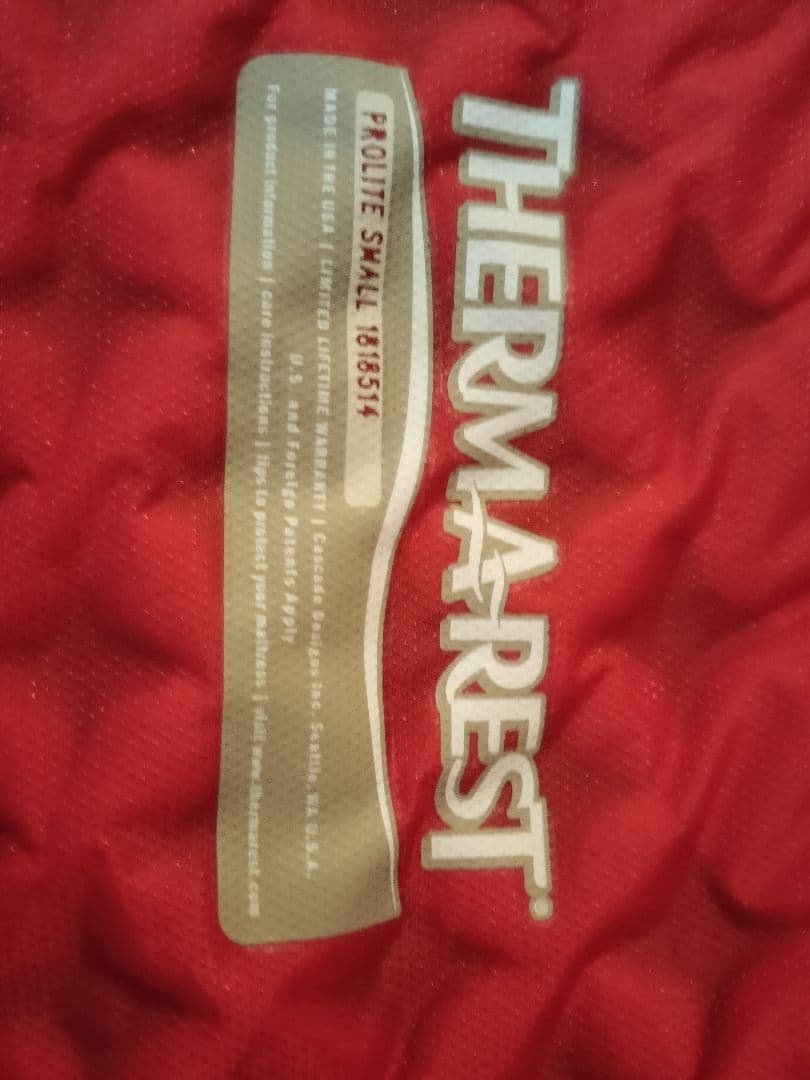 THERMAREST
PROLITE SMALL 1818514
MADE IN THE USA | LIMITED LIFETIME WARRANTY | Cascade Designs Inc. Seattle, WA U.S.A.
U.S. and Foreign Patents Apply
For product information | care instructions | tips to protect your mattress | visit www.thermarest.com